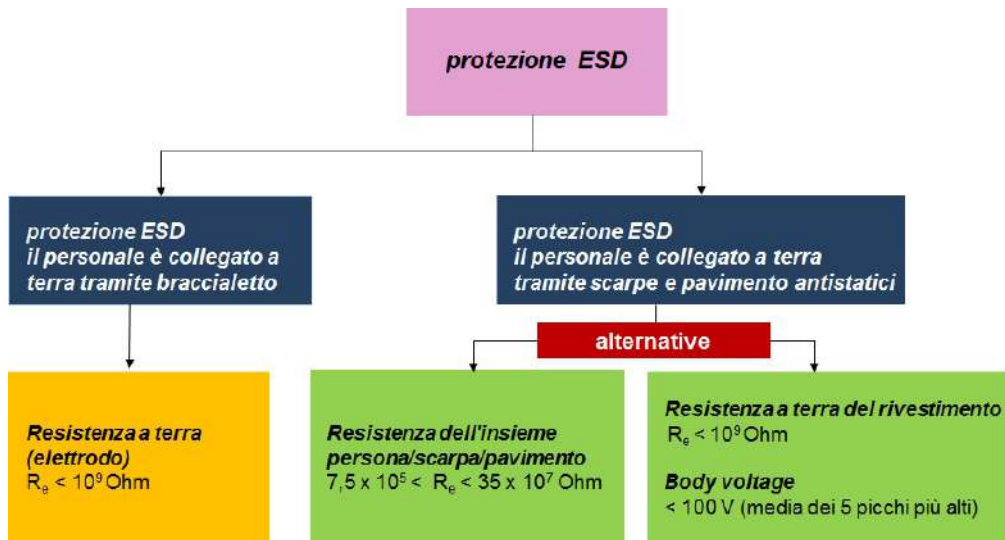 protezione ESD
protezione ESD
il personale è collegato a
terra tramite braccialetto
protezione ESD
il personale è collegato a terra
tramite scarpe e pavimento antistatici
alternative
Resistenza a terra
(elettrodo)
Rₑ < 10⁹ Ohm
Resistenza dell'insieme
persona/scarpa/pavimento
7,5 x 10⁵ < Rₑ < 35 x 10⁷ Ohm
Resistenza a terra del rivestimento
Rₑ < 10⁹ Ohm
Body voltage
< 100 V (media dei 5 picchi più alti)